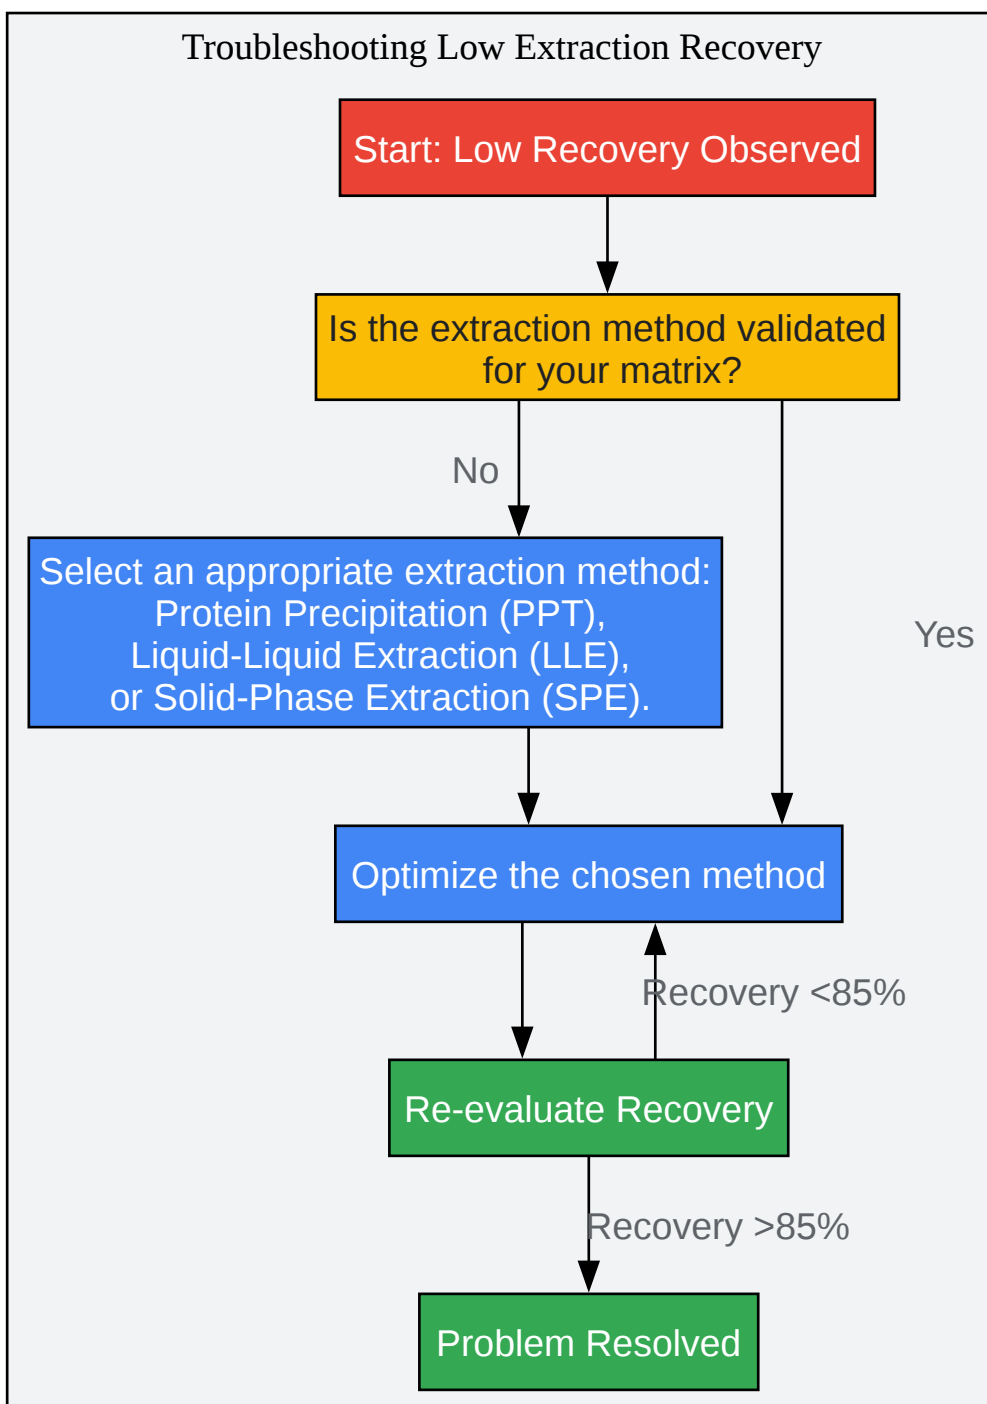 Troubleshooting Low Extraction Recovery
Start: Low Recovery Observed
Is the extraction method validated
for your matrix?
No
Select an appropriate extraction method:
Protein Precipitation (PPT),
Liquid-Liquid Extraction (LLE),
or Solid-Phase Extraction (SPE).
Yes
Optimize the chosen method
Recovery <85%
Re-evaluate Recovery
Recovery >85%
Problem Resolved